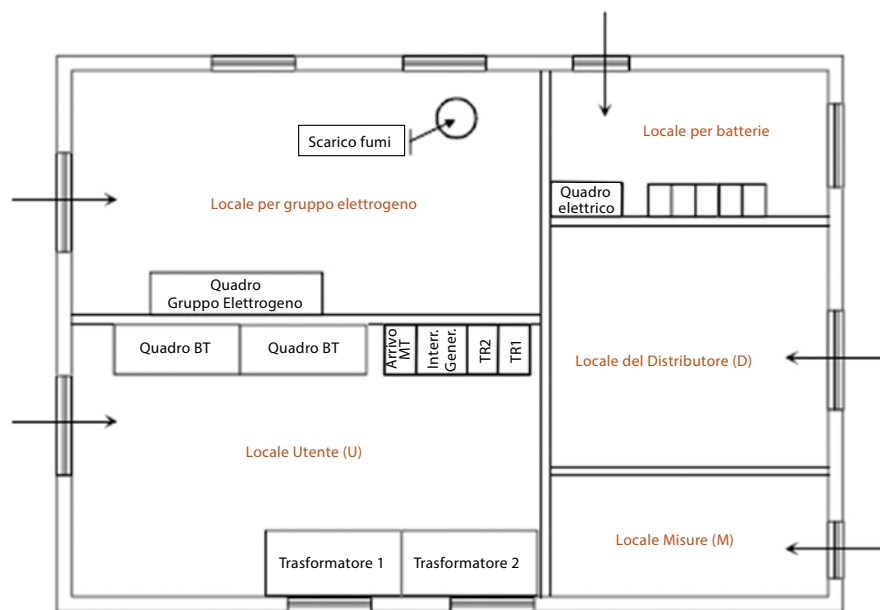 Scarico fumi
Locale per batterie
Locale per gruppo elettrogeno
Quadro
elettrico
Quadro
Gruppo Elettrogeno
Quadro BT
Quadro BT
Arrivo
MT
Interr.
Gener.
TR2
TR1
Locale del Distributore (D)
Locale Utente (U)
Locale Misure (M)
Trasformatore 1
Trasformatore 2